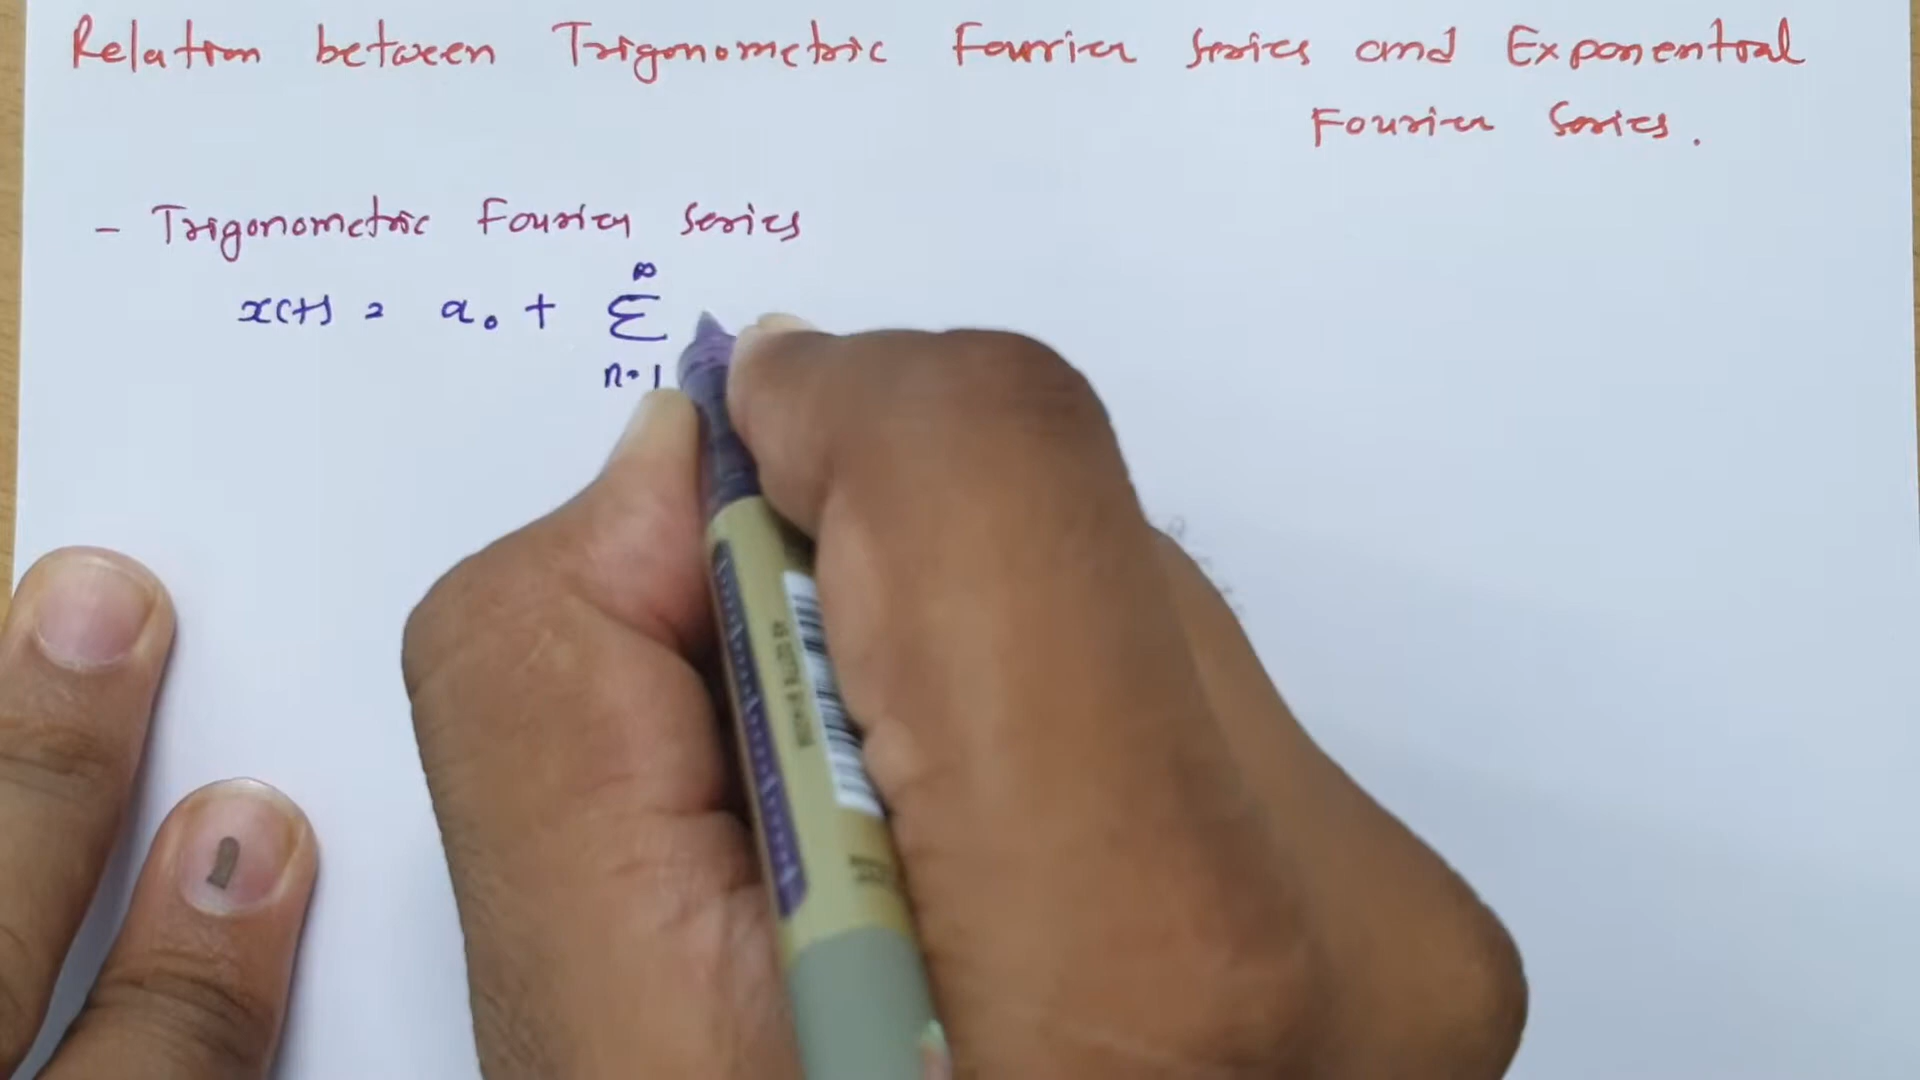 Relation between Trigonometric Fourier Series and Exponential
Fourier Series.
- Trigonometric Fourier Series
x(t) = a₀ + ∞ Σ n=1